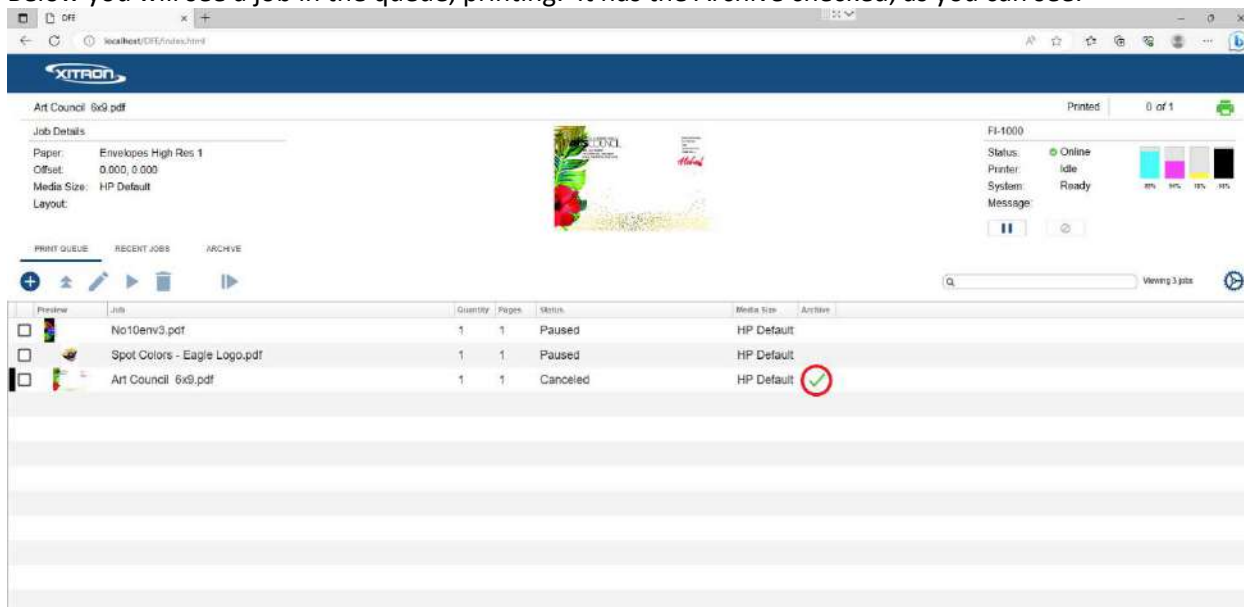 Below you will see a job in the queue, printing. It has the Archive checked, as you can see.
DFE
localhost/DFE/index.html
XITRON
Art Council 6x9.pdf
Printed 0 of 1
Job Details
FI-1000
Paper: Envelopes High Res 1
Status: Online
Offset: 0.000, 0.000
Printer: Idle
Media Size: HP Default
System: Ready
Layout:
Message:
PRINT QUEUE RECENT JOBS ARCHIVE
Viewing 3 jobs
Preview Job Quantity Pages Status Media Size Archive
No10env3.pdf 1 1 Paused HP Default
Spot Colors - Eagle Logo.pdf 1 1 Paused HP Default
Art Council 6x9.pdf 1 1 Canceled HP Default